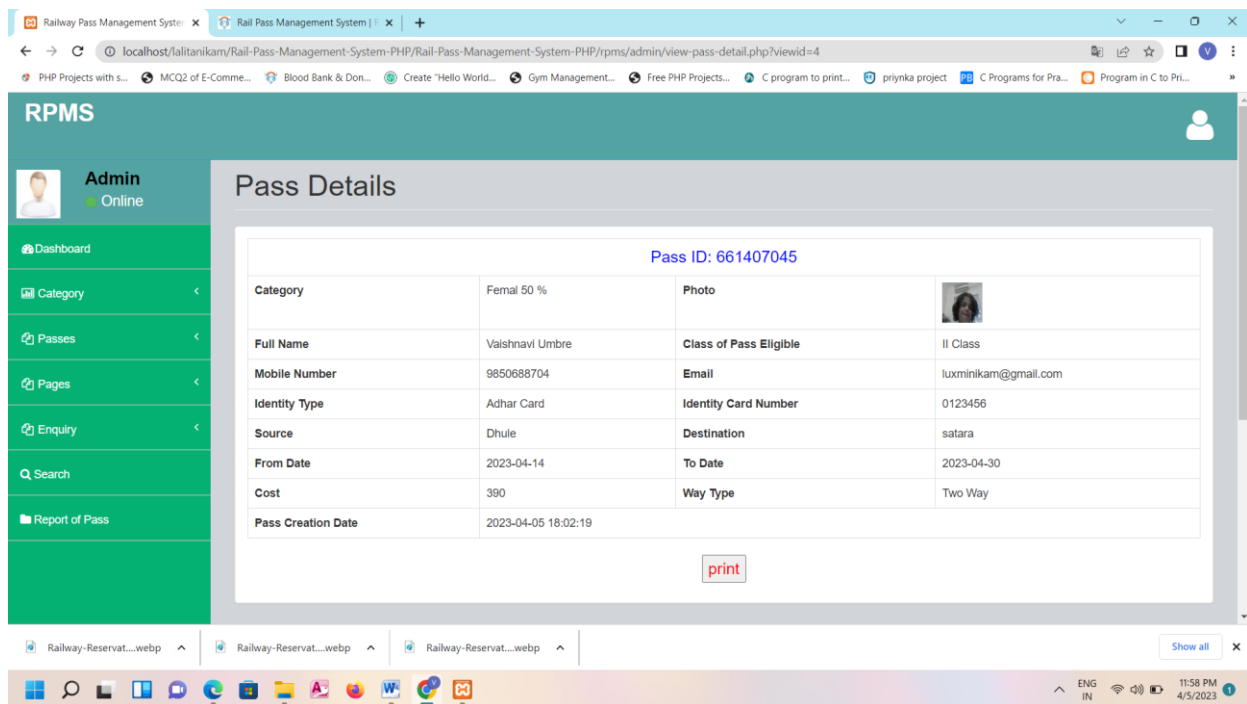 Railway Pass Management System
Rail Pass Management System |
localhost/lalitanikam/Rail-Pass-Management-System-PHP/Rail-Pass-Management-System-PHP/rpms/admin/view-pass-detail.php?viewid=4
V
PHP Projects with s... MCQ2 of E-Comme... Blood Bank & Don... Create "Hello World... Gym Management... Free PHP Projects... C program to print... priynka project PB C Programs for Pra... Program in C to Pri... »
RPMS
Admin
Online
Dashboard
Category
Passes
Pages
Enquiry
Search
Report of Pass
Pass Details
Pass ID: 661407045
Category Femal 50 % Photo
Full Name Vaishnavi Umbre Class of Pass Eligible II Class
Mobile Number 9850688704 Email luxminikam@gmail.com
Identity Type Adhar Card Identity Card Number 0123456
Source Dhule Destination satara
From Date 2023-04-14 To Date 2023-04-30
Cost 390 Way Type Two Way
Pass Creation Date 2023-04-05 18:02:19
print
Railway-Reservat....webp Railway-Reservat....webp Railway-Reservat....webp Show all
ENG 11:58 PM
IN 4/5/2023 1